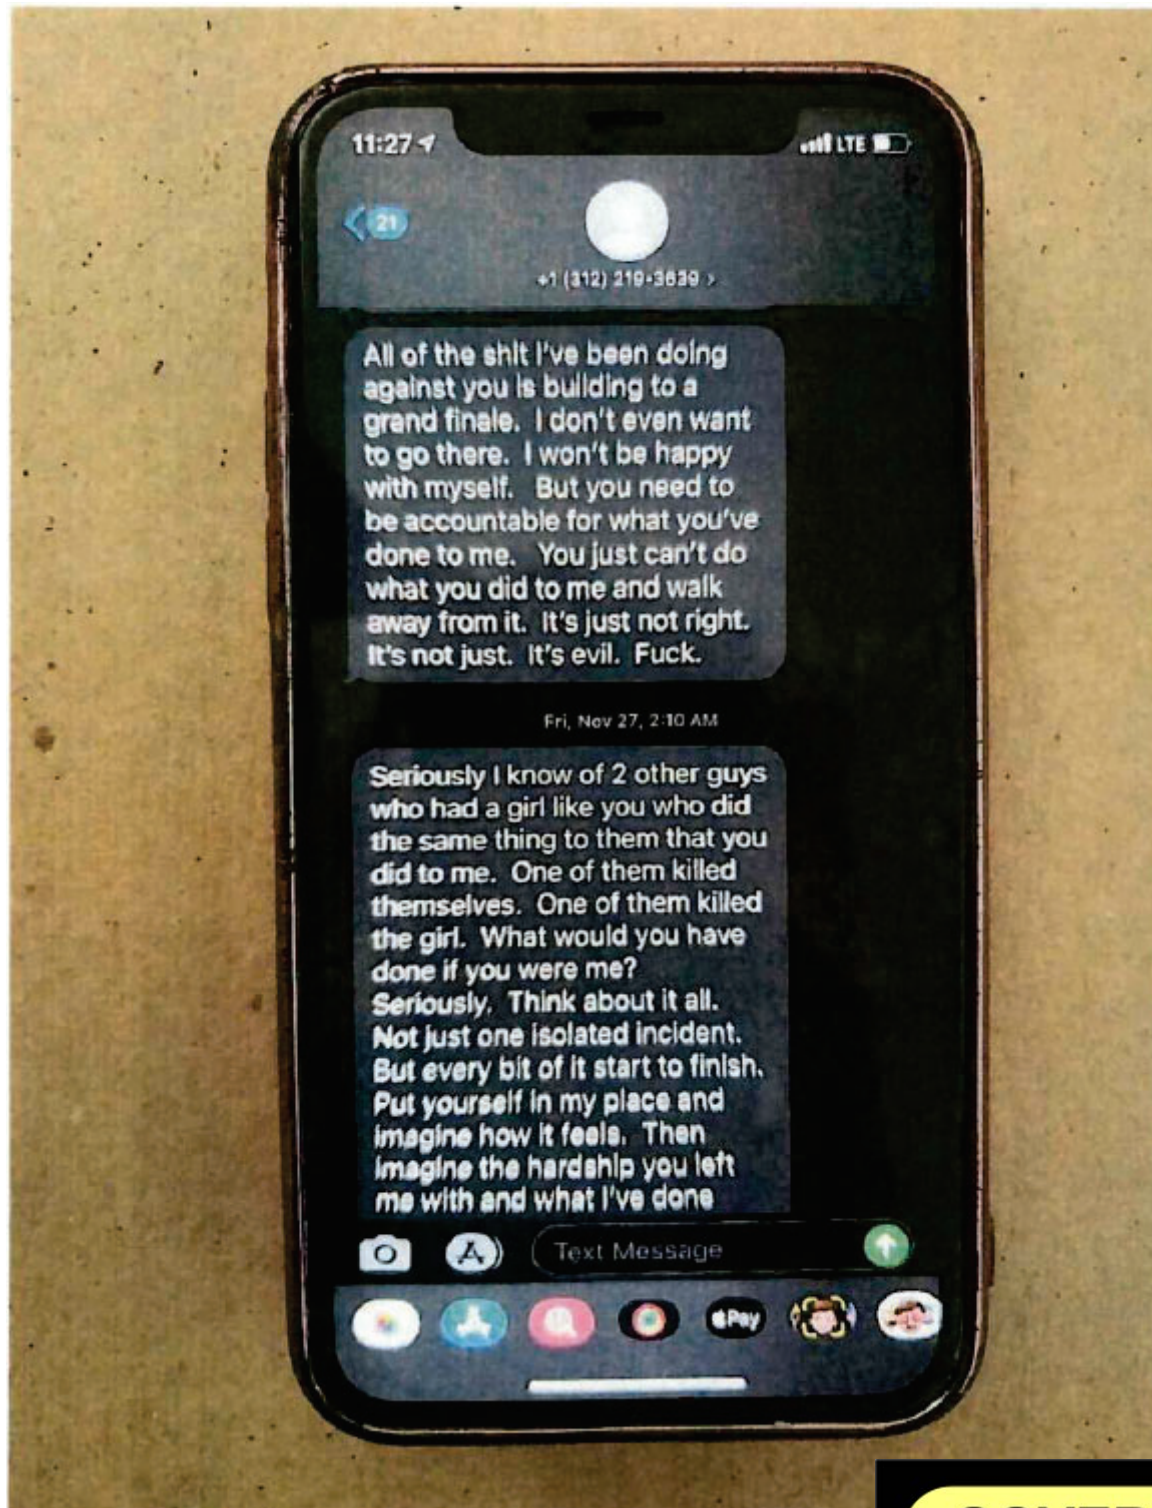 11:27
LTE
21
+1 (312) 219-3639 >
All of the shit I've been doing
against you is building to a
grand finale.  I don't even want
to go there.  I won't be happy
with myself.   But you need to
be accountable for what you've
done to me.   You just can't do
what you did to me and walk
away from it.  It's just not right.
It's not just.  It's evil.  Fuck.
Fri, Nov 27, 2:10 AM
Seriously I know of 2 other guys
who had a girl like you who did
the same thing to them that you
did to me.  One of them killed
themselves.  One of them killed
the girl.  What would you have
done if you were me?
Seriously.  Think about it all.
Not just one isolated incident.
But every bit of it start to finish.
Put yourself in my place and
imagine how it feels.  Then
imagine the hardship you left
me with and what I've done
Text Message
Pay